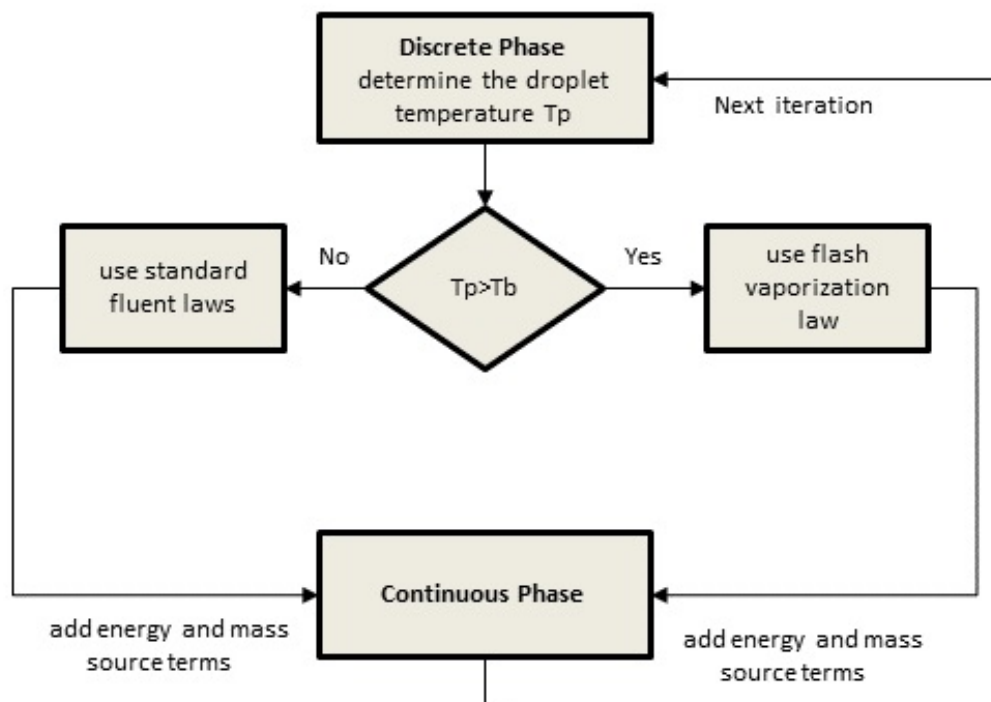 Discrete Phase
determine the droplet
temperature Tp
Next iteration
No
Yes
use standard
fluent laws
Tp>Tb
use flash
vaporization
law
Continuous Phase
add energy and mass
source terms
add energy and mass
source terms